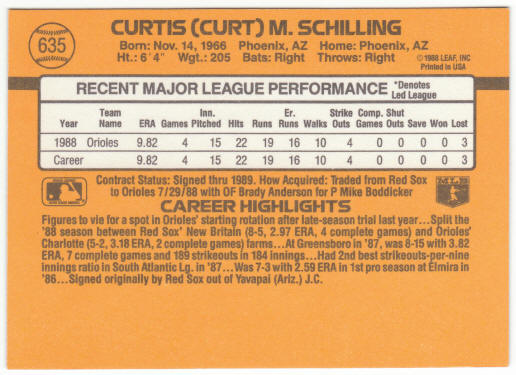 635
CURTIS (CURT) M. SCHILLING
Born: Nov. 14, 1966 Phoenix, AZ Home: Phoenix, AZ
Ht.: 6'4" Wgt.: 205 Bats: Right Throws: Right
©1988 LEAF, INC
Printed in USA
RECENT MAJOR LEAGUE PERFORMANCE *Denotes Led League
Year Team Name ERA Games Inn. Pitched Hits Runs Er. Runs Walks Strike Outs Comp. Games Shut Outs Save Won Lost
1988 Orioles 9.82 4 15 22 19 16 10 4 0 0 0 0 3
Career 9.82 4 15 22 19 16 10 4 0 0 0 0 3
Contract Status: Signed thru 1989. How Acquired: Traded from Red Sox
to Orioles 7/29/88 with OF Brady Anderson for P Mike Boddicker
MLB
CAREER HIGHLIGHTS
Figures to vie for a spot in Orioles' starting rotation after late-season trial last year...Split the
'88 season between Red Sox' New Britain (8-5, 2.97 ERA, 4 complete games) and Orioles'
Charlotte (5-2, 3.18 ERA, 2 complete games) farms...At Greensboro in '87, was 8-15 with 3.82
ERA, 7 complete games and 189 strikeouts in 184 innings...Had 2nd best strikeouts-per-nine
innings ratio in South Atlantic Lg. in '87...Was 7-3 with 2.59 ERA in 1st pro season at Elmira in
'86...Signed originally by Red Sox out of Yavapai (Ariz.) J.C.